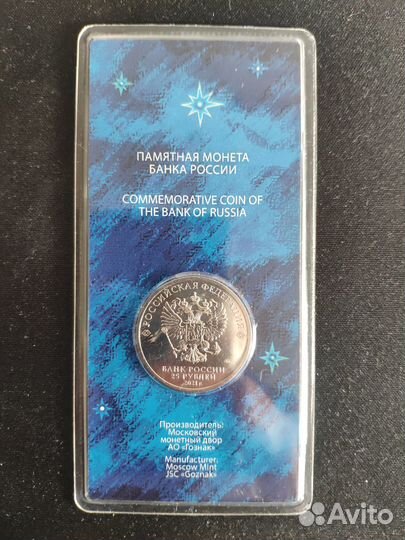 ПАМЯТНАЯ МОНЕТА
БАНКА РОССИИ
COMMEMORATIVE COIN OF
THE BANK OF RUSSIA
РОССИЙСКАЯ ФЕДЕРАЦИЯ
БАНК РОССИИ
25 РУБЛЕЙ
2021 г.
Производитель:
Московский
монетный двор
АО «Гознак»
Manufacturer:
Moscow Mint
JSC «Goznak»
Avito